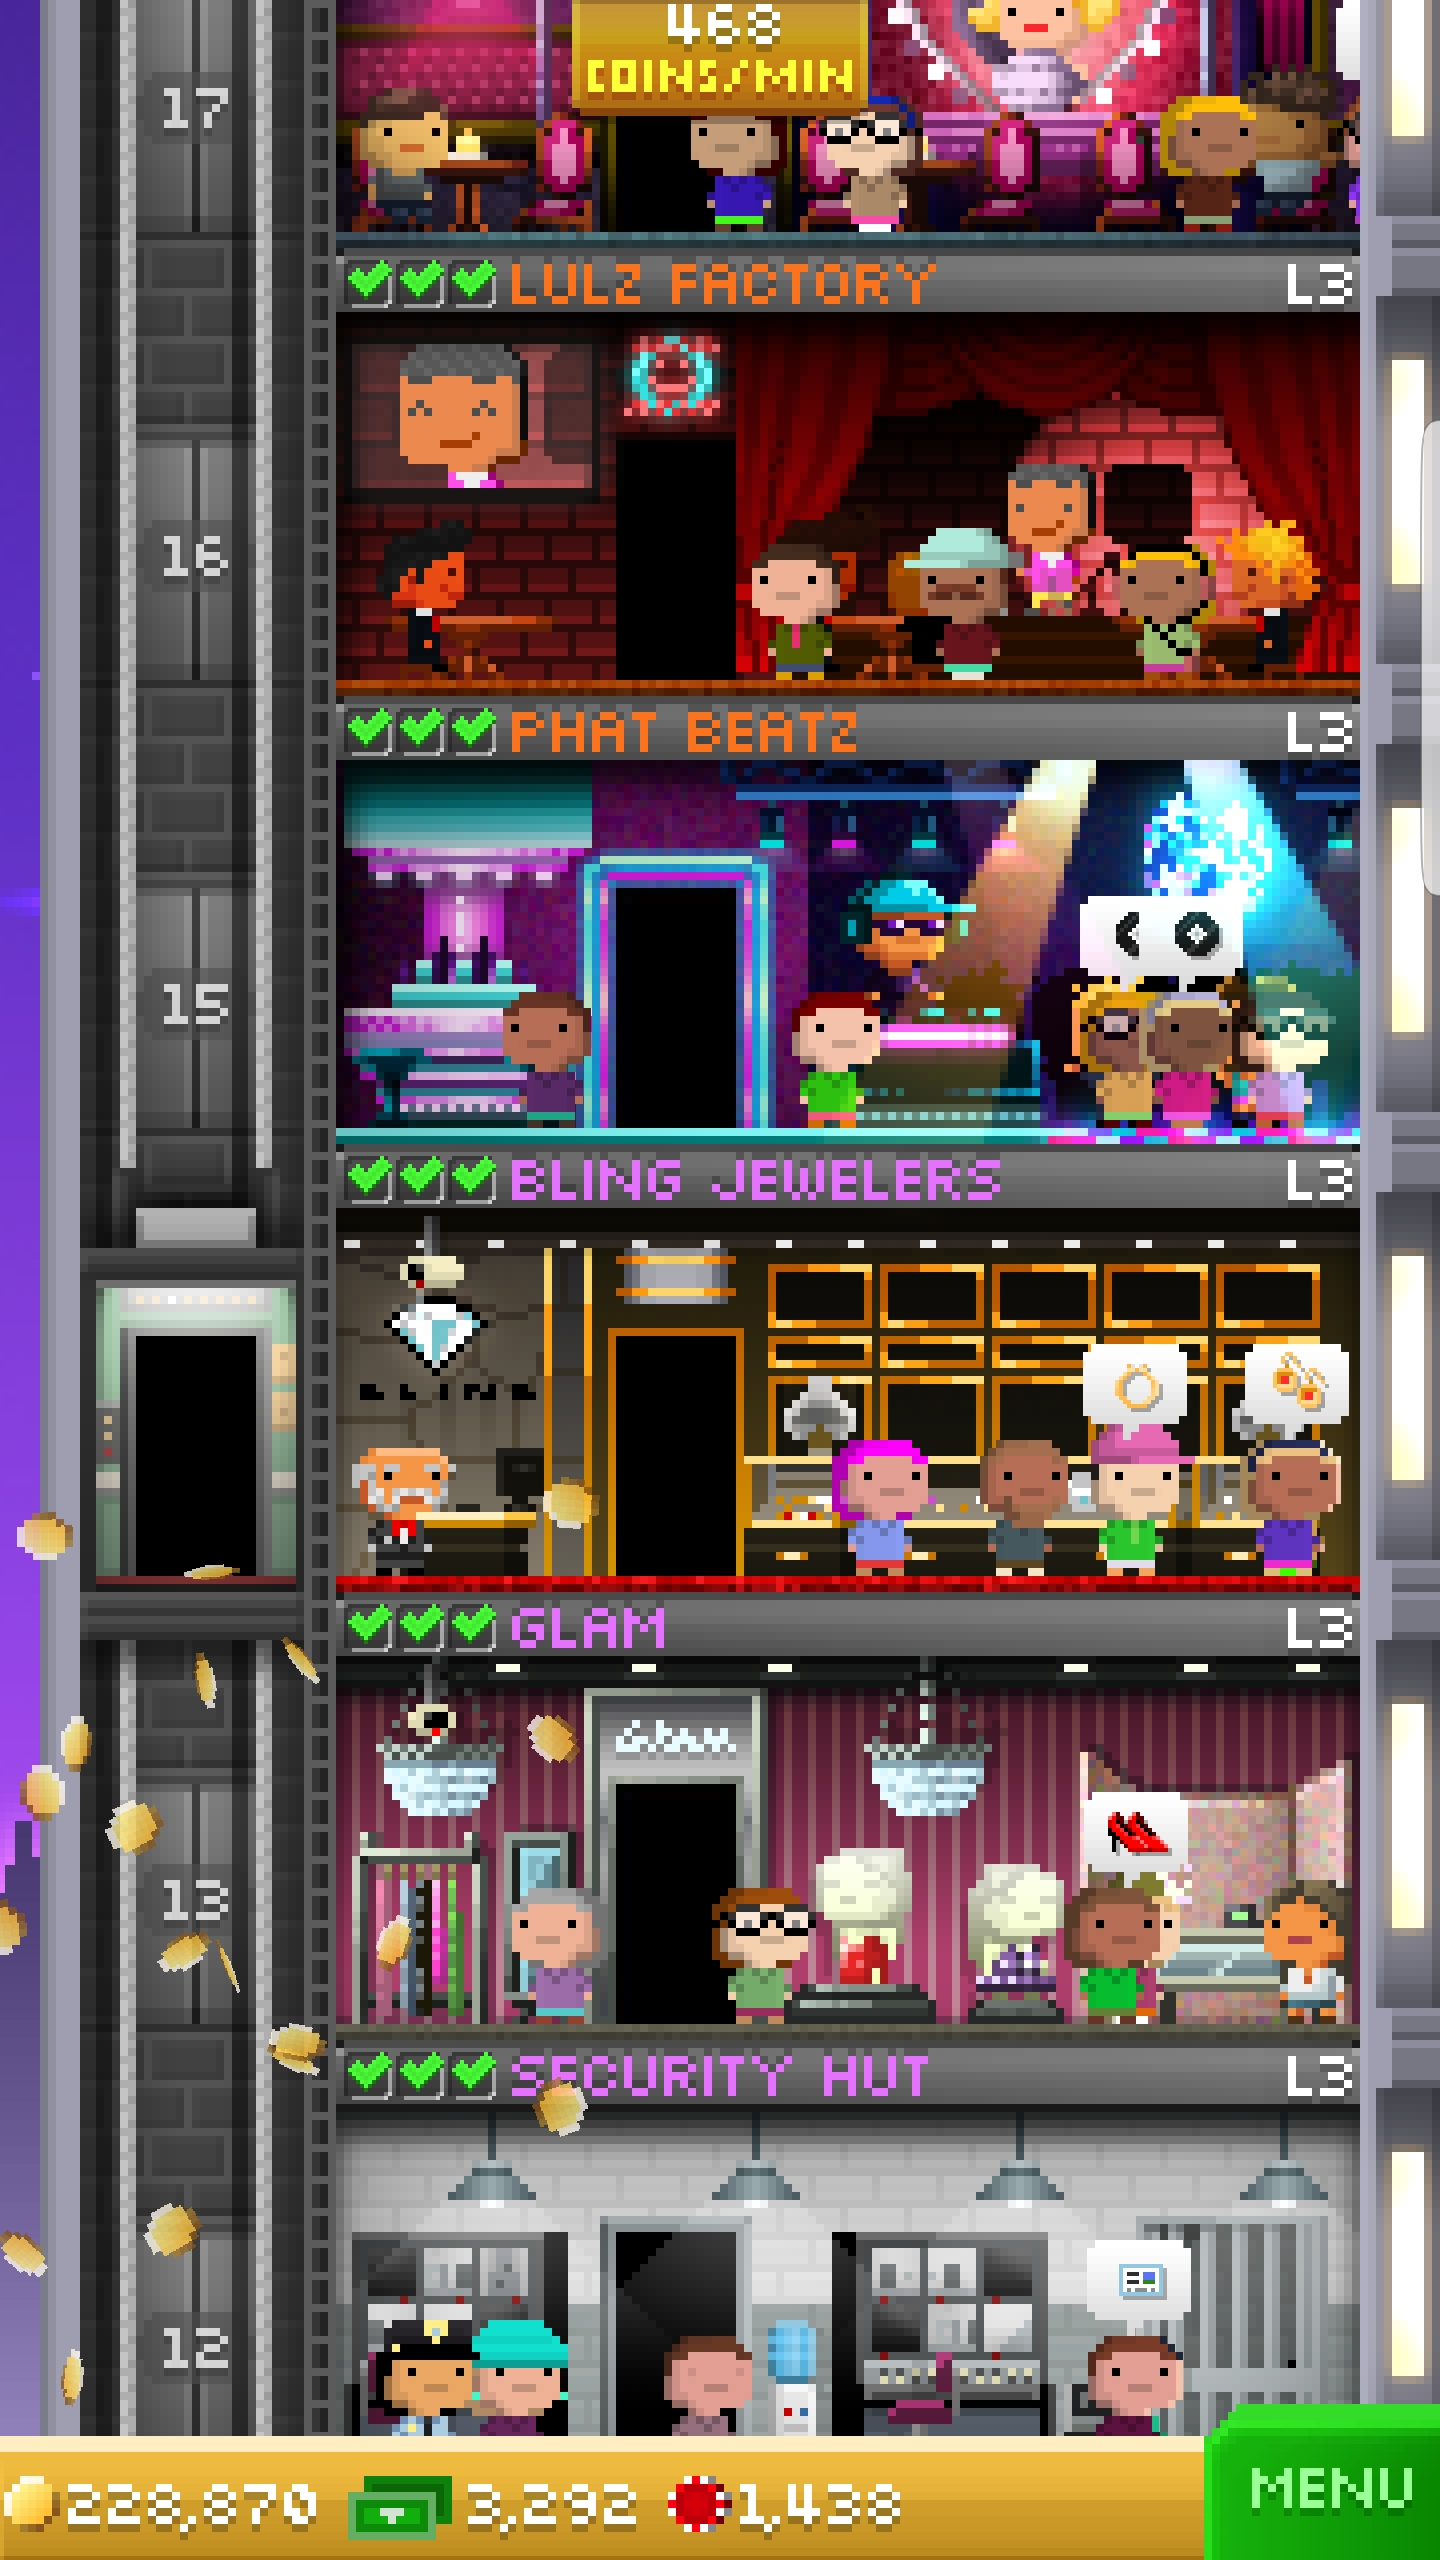 468
COINS/MIN
17
LULZ FACTORY L3
16
PHAT BEATZ L3
15
BLING JEWELERS L3
BLING
GLAM L3
Glam
13
SECURITY HUT L3
12
228,870 3,292 1,438 MENU